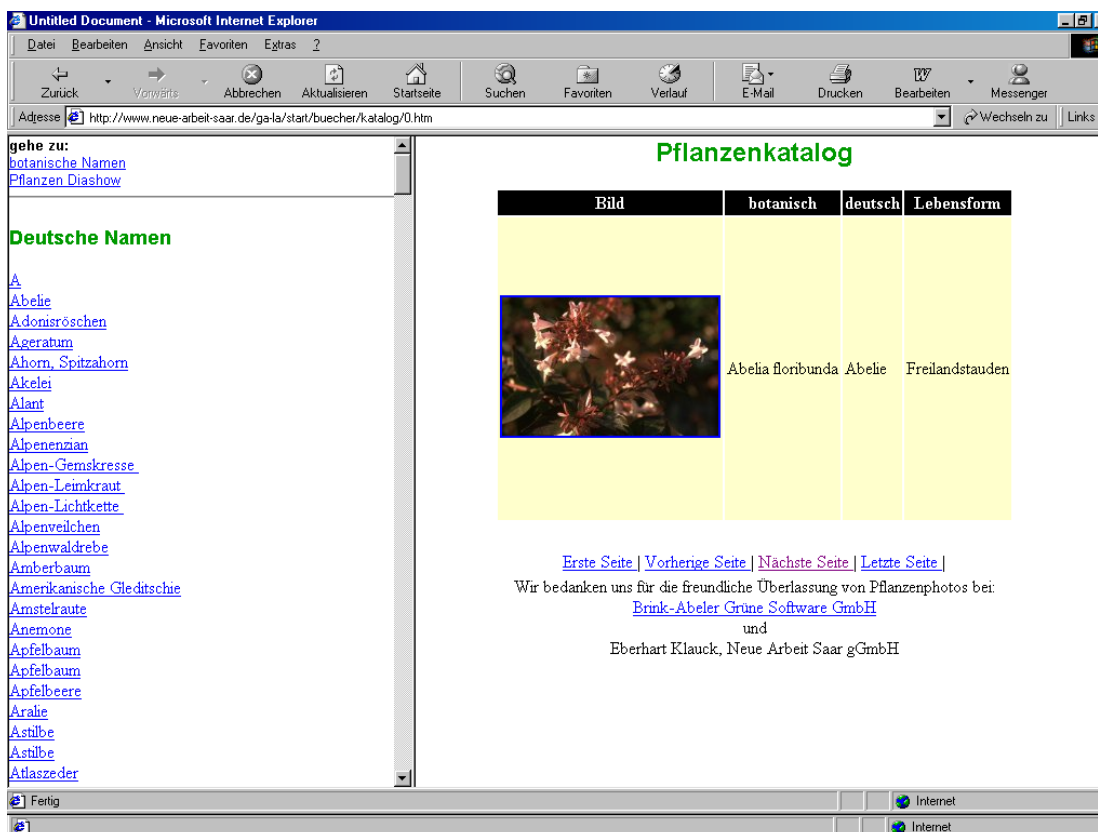 Untitled Document - Microsoft Internet Explorer
Datei Bearbeiten Ansicht Favoriten Extras ?
Zurück Vorwärts Abbrechen Aktualisieren Startseite Suchen Favoriten Verlauf E-Mail Drucken Bearbeiten Messenger
Adresse http://www.neue-arbeit-saar.de/ga-la/start/buecher/katalog/0.htm Wechseln zu Links
gehe zu:
botanische Namen
Pflanzen Diashow
Deutsche Namen
A
Abelie
Adonisröschen
Ageratum
Ahorn, Spitzahorn
Akelei
Alant
Alpenbeere
Alpenenzian
Alpen-Gemskresse
Alpen-Leimkraut
Alpen-Lichtkette
Alpenveilchen
Alpenwaldrebe
Amberbaum
Amerikanische Gleditschie
Amstelraute
Anemone
Apfelbaum
Apfelbaum
Apfelbeere
Aralie
Astilbe
Astilbe
Atlaszeder
Pflanzenkatalog
Bild botanisch deutsch Lebensform
Abelia floribunda Abelie Freilandstauden
Erste Seite | Vorherige Seite | Nächste Seite | Letzte Seite |
Wir bedanken uns für die freundliche Überlassung von Pflanzenphotos bei:
Brink-Abeler Grüne Software GmbH
und
Eberhart Klauck, Neue Arbeit Saar gGmbH
Fertig Internet
Internet